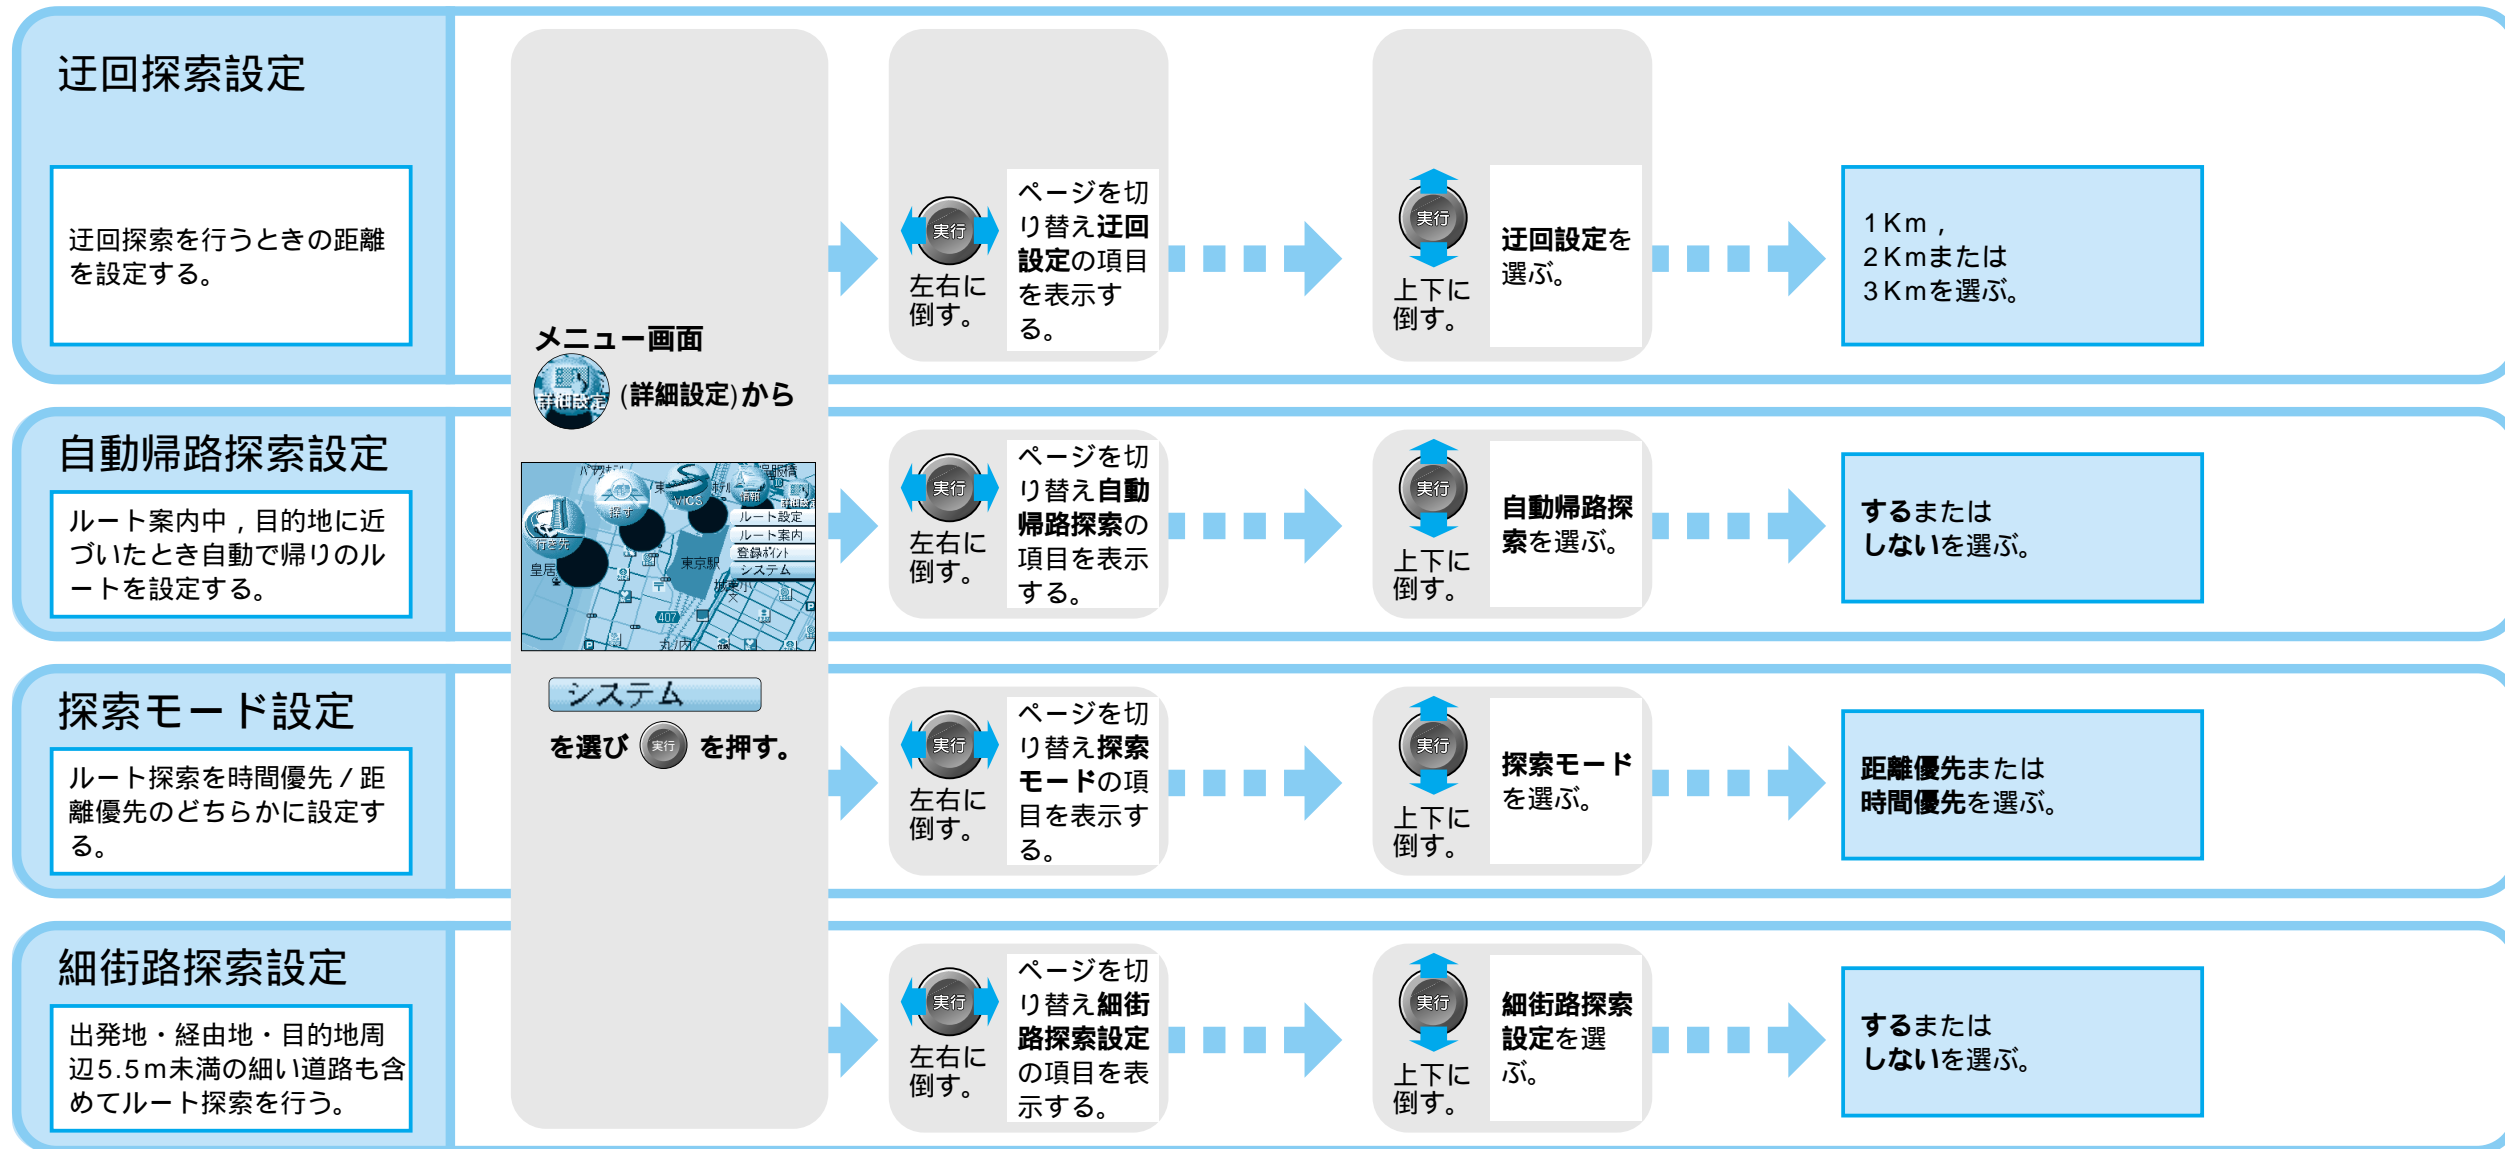 迂回探索設定
迂回探索を行うときの距離
を設定する。
メニュー画面
詳細設定
(詳細設定)から
行き先
探す
VICS
情報
ルート設定
ルート案内
登録ポイント
システム
皇居
東京駅
城東小
407
丸ノ内
システム
を選び 実行 を押す。
実行
左右に
倒す。
ページを切
り替え迂回
設定の項目
を表示す
る。
実行
上下に
倒す。
迂回設定を
選ぶ。
1Km,
2Kmまたは
3Kmを選ぶ。
自動帰路探索設定
ルート案内中,目的地に近
づいたとき自動で帰りのル
ートを設定する。
実行
左右に
倒す。
ページを切
り替え自動
帰路探索の
項目を表示
する。
実行
上下に
倒す。
自動帰路探
索を選ぶ。
するまたは
しないを選ぶ。
探索モード設定
ルート探索を時間優先/距
離優先のどちらかに設定す
る。
実行
左右に
倒す。
ページを切
り替え探索
モードの項
目を表示す
る。
実行
上下に
倒す。
探索モード
を選ぶ。
距離優先または
時間優先を選ぶ。
細街路探索設定
出発地・経由地・目的地周
辺5.5m未満の細い道路も含
めてルート探索を行う。
実行
左右に
倒す。
ページを切
り替え細街
路探索設定
の項目を表
示する。
実行
上下に
倒す。
細街路探索
設定を選
ぶ。
するまたは
しないを選ぶ。